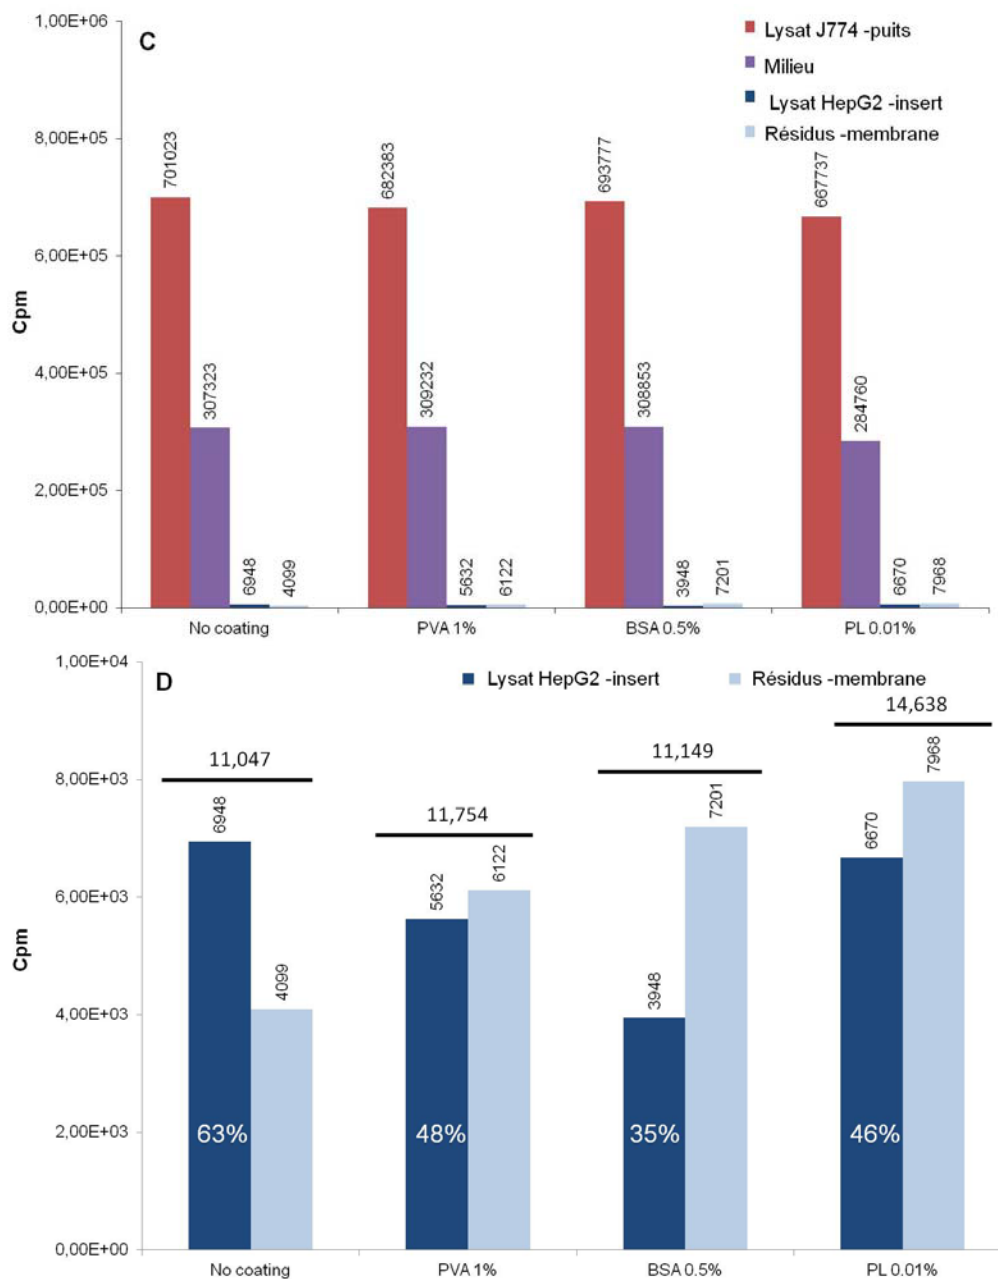 C
Lysat J774 -puits
Milieu
Lysat HepG2 -insert
Résidus -membrane
1,00E+06
8,00E+05
6,00E+05
4,00E+05
2,00E+05
0,00E+00
Cpm
701023
307323
6948
4099
682383
309232
5632
6122
693777
308853
3948
7201
667737
284760
6670
7968
No coating
PVA 1%
BSA 0.5%
PL 0.01%
D
Lysat HepG2 -insert
Résidus -membrane
1,00E+04
8,00E+03
6,00E+03
4,00E+03
2,00E+03
0,00E+00
Cpm
11,047
6948
4099
63%
11,754
5632
6122
48%
11,149
3948
7201
35%
14,638
6670
7968
46%
No coating
PVA 1%
BSA 0.5%
PL 0.01%